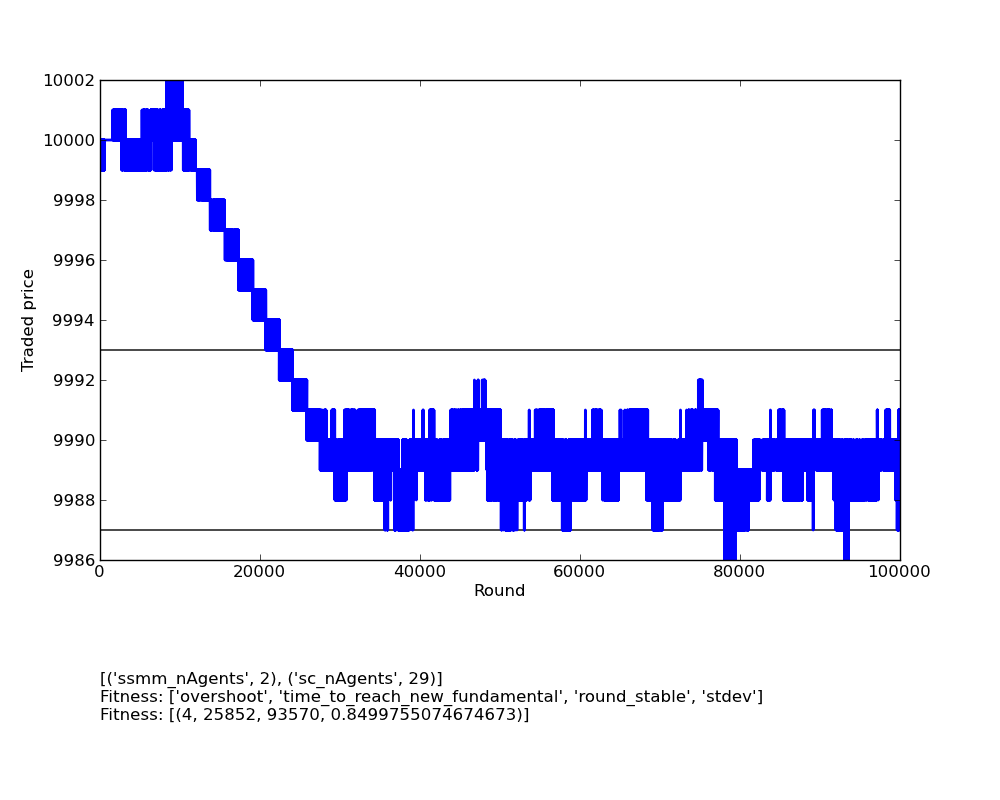 10002
10000
9998
9996
9994
9992
9990
9988
9986
Traded price
0 20000 40000 60000 80000 100000
Round
[('ssmm_nAgents', 2), ('sc_nAgents', 29)]
Fitness: ['overshoot', 'time_to_reach_new_fundamental', 'round_stable', 'stdev']
Fitness: [(4, 25852, 93570, 0.8499755074674673)]